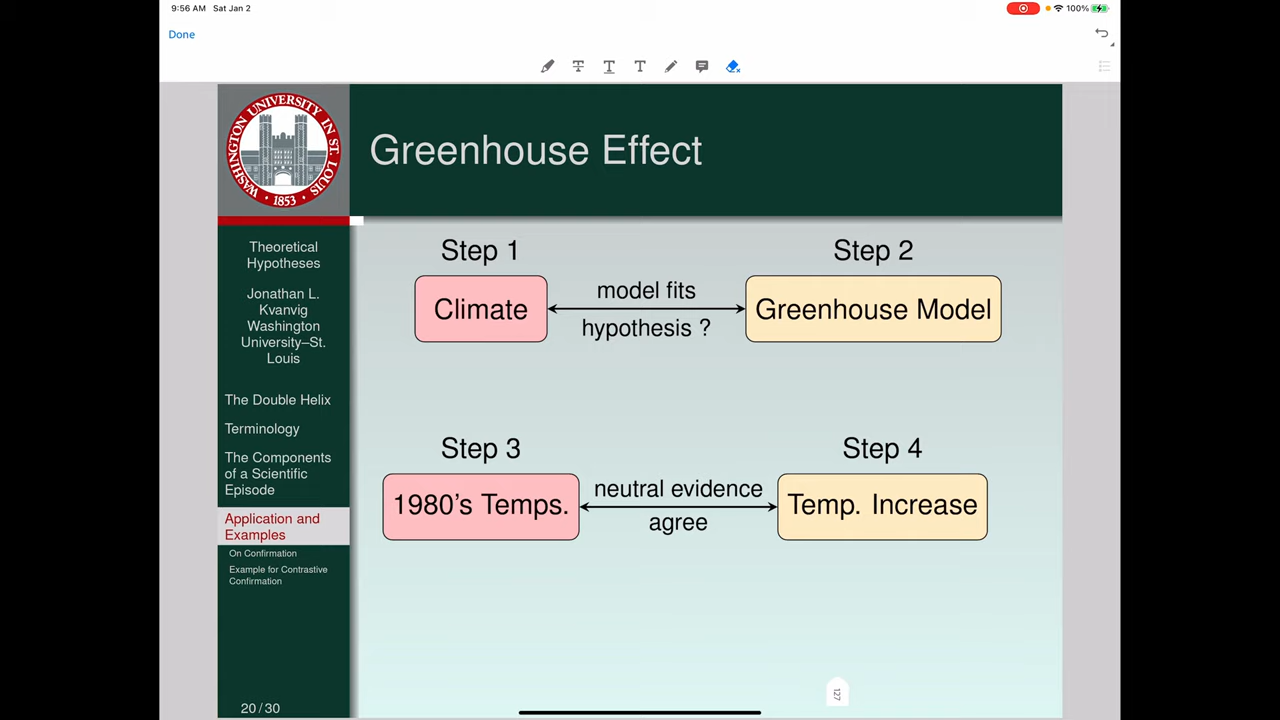 9:56 AM Sat Jan 2
100%
Done
T
T
T
WASHINGTON UNIVERSITY IN ST. LOUIS
1853
Greenhouse Effect
Theoretical
Hypotheses
Jonathan L.
Kvanvig
Washington
University–St.
Louis
The Double Helix
Terminology
The Components
of a Scientific
Episode
Application and
Examples
On Confirmation
Example for Contrastive
Confirmation
20 / 30
Step 1
Climate
model fits
hypothesis ?
Step 2
Greenhouse Model
Step 3
1980's Temps.
neutral evidence
agree
Step 4
Temp. Increase
127